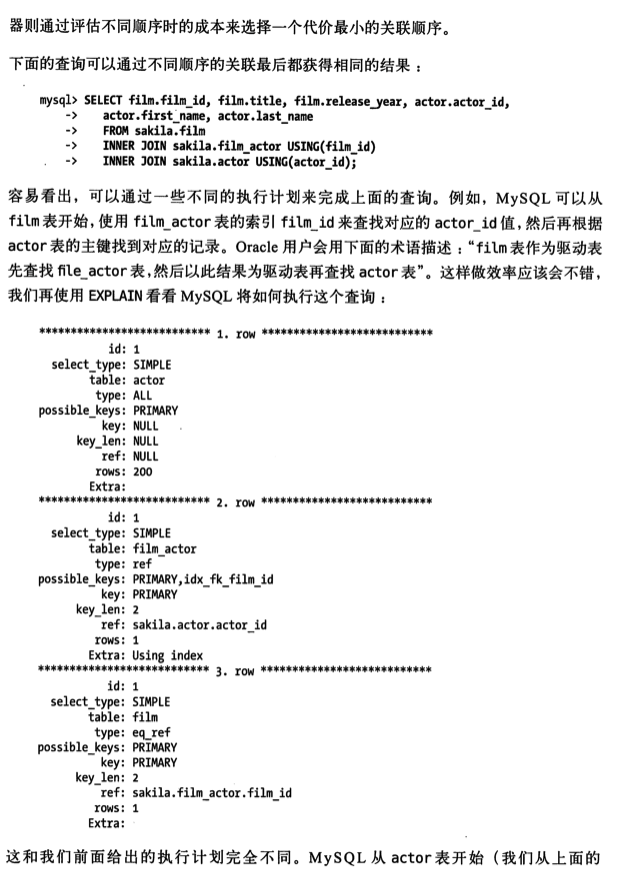 器则通过评估不同顺序时的成本来选择一个代价最小的关联顺序。
下面的查询可以通过不同顺序的关联最后都获得相同的结果：
mysql> SELECT film.film_id, film.title, film.release_year, actor.actor_id,
-> actor.first_name, actor.last_name
-> FROM sakila.film
-> INNER JOIN sakila.film_actor USING(film_id)
-> INNER JOIN sakila.actor USING(actor_id);
容易看出，可以通过一些不同的执行计划来完成上面的查询。例如，MySQL 可以从
film表开始，使用 film_actor 表的索引 film_id 来查找对应的 actor_id 值，然后再根据
actor 表的主键找到对应的记录。Oracle 用户会用下面的术语描述：“film 表作为驱动表
先查找 file_actor 表，然后以此结果为驱动表再查找 actor 表”。这样做效率应该会不错，
我们再使用 EXPLAIN 看看 MySQL 将如何执行这个查询：
*************************** 1. row ***************************
id: 1
select_type: SIMPLE
table: actor
type: ALL
possible_keys: PRIMARY
key: NULL
key_len: NULL
ref: NULL
rows: 200
Extra:
*************************** 2. row ***************************
id: 1
select_type: SIMPLE
table: film_actor
type: ref
possible_keys: PRIMARY,idx_fk_film_id
key: PRIMARY
key_len: 2
ref: sakila.actor.actor_id
rows: 1
Extra: Using index
*************************** 3. row ***************************
id: 1
select_type: SIMPLE
table: film
type: eq_ref
possible_keys: PRIMARY
key: PRIMARY
key_len: 2
ref: sakila.film_actor.film_id
rows: 1
Extra:
这和我们前面给出的执行计划完全不同。MySQL 从 actor 表开始（我们从上面的